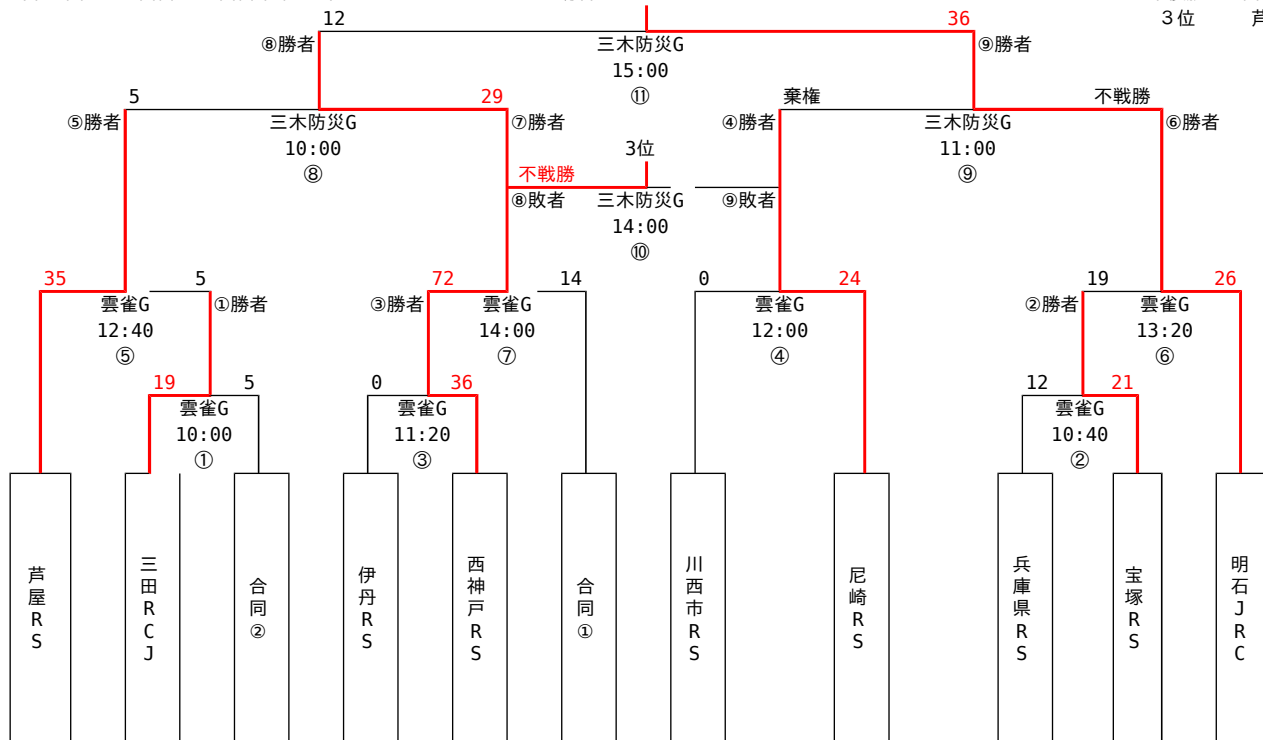 12
36
３位
⑧勝者
三木防災G
⑨勝者
15:00
⑪
5
29
棄権
不戦勝
⑤勝者
三木防災G
⑦勝者
④勝者
三木防災G
⑥勝者
10:00
3位
11:00
⑧
⑨
不戦勝
⑧敗者
三木防災G
⑨敗者
14:00
⑩
35
5
72
14
0
24
19
26
雲雀G
①勝者
③勝者
雲雀G
雲雀G
②勝者
雲雀G
12:40
14:00
12:00
13:20
⑤
⑦
④
⑥
19
5
0
36
12
21
雲雀G
雲雀G
雲雀G
10:00
11:20
10:40
①
③
②
芦屋RS
三田RCJ
合同②
伊丹RS
西神戸RS
合同①
川西市RS
尼崎RS
兵庫県RS
宝塚RS
明石JRC